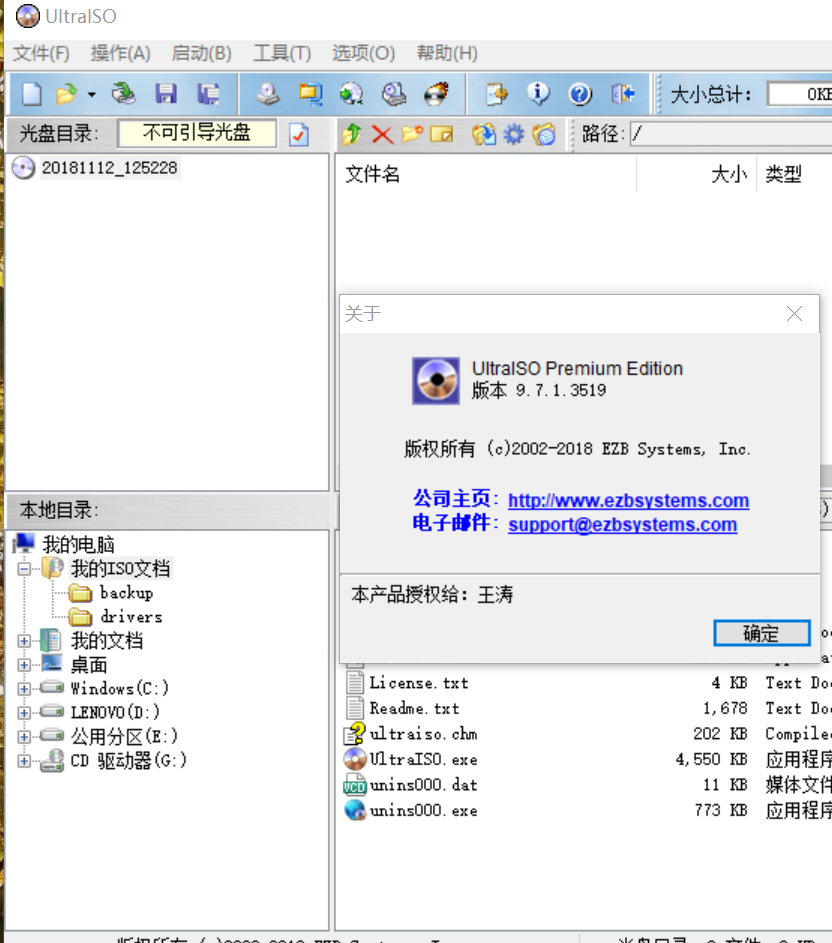 UltraISO
文件(F) 操作(A) 启动(B) 工具(T) 选项(O) 帮助(H)
大小总计: 0KB
光盘目录: 不可引导光盘 路径: /
20181112_125228
文件名 大小 类型
关于
UltraISO Premium Edition
版本 9.7.1.3519
版权所有 (c)2002-2018 EZB Systems, Inc.
公司主页: http://www.ezbsystems.com
电子邮件: support@ezbsystems.com
本产品授权给: 王涛
确定
本地目录:
我的电脑
我的ISO文档
backup
drivers
我的文档
桌面
Windows(C:)
LENOVO(D:)
公用分区(E:)
CD 驱动器(G:)
License.txt 4 KB Text Doc
Readme.txt 1,678 Text Doc
ultraiso.chm 202 KB Compiled
UltraISO.exe 4,550 KB 应用程序
unins000.dat 11 KB 媒体文件
unins000.exe 773 KB 应用程序